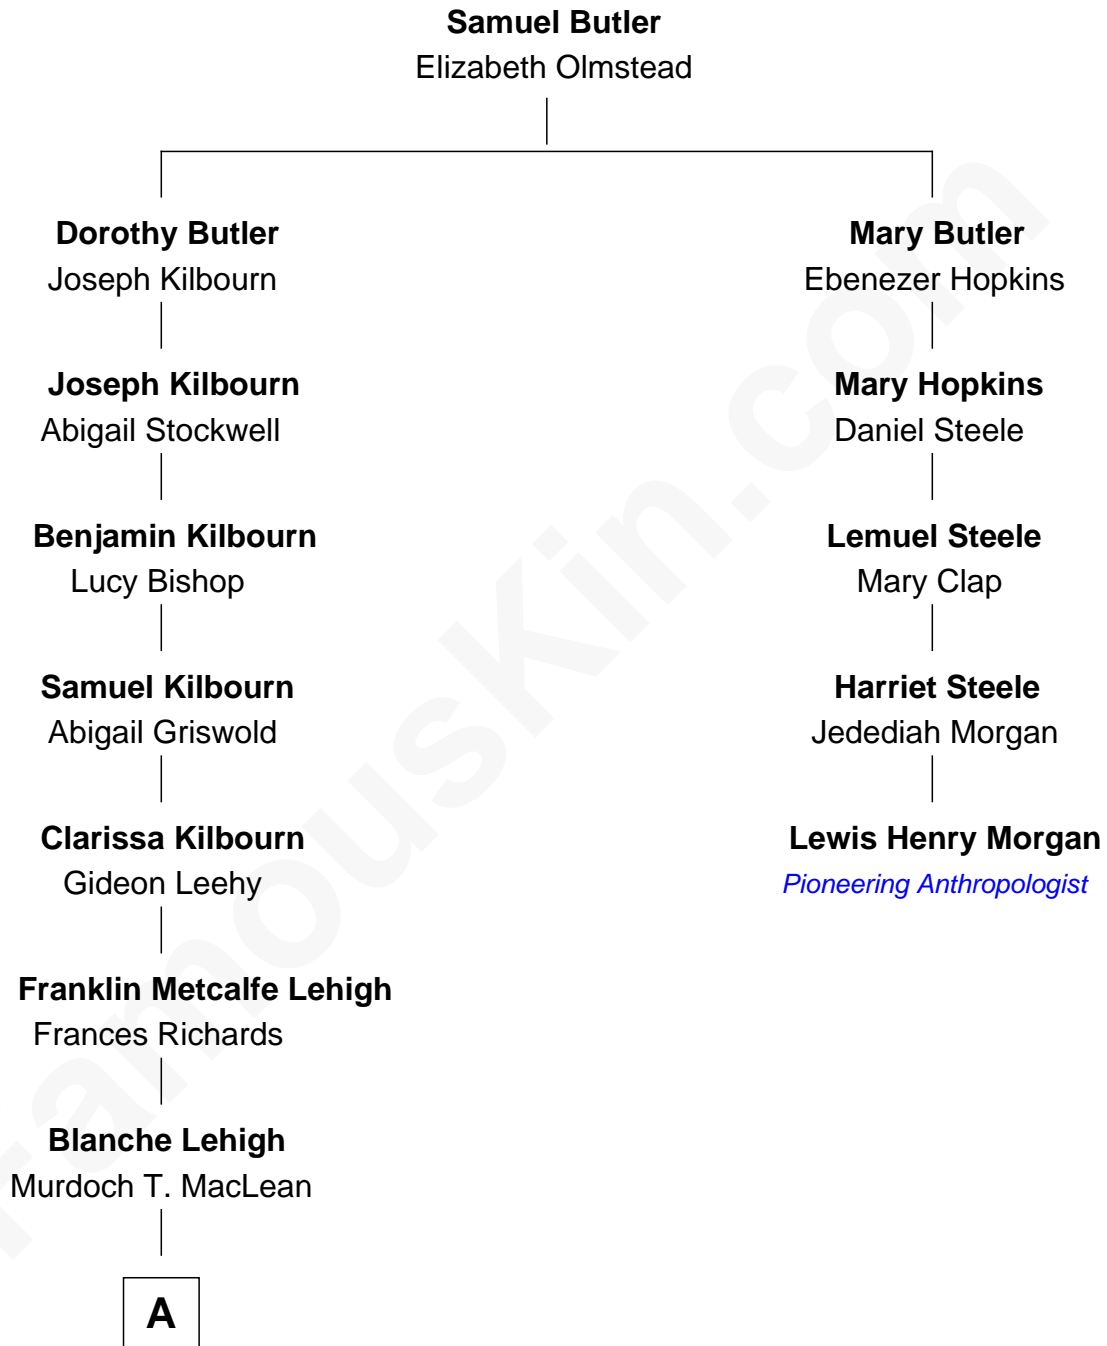 Samuel Butler
Elizabeth Olmstead
Dorothy Butler
Joseph Kilbourn
Mary Butler
Ebenezer Hopkins
Joseph Kilbourn
Abigail Stockwell
Mary Hopkins
Daniel Steele
Benjamin Kilbourn
Lucy Bishop
Lemuel Steele
Mary Clap
Samuel Kilbourn
Abigail Griswold
Harriet Steele
Jedediah Morgan
Clarissa Kilbourn
Gideon Leehy
Lewis Henry Morgan
Pioneering Anthropologist
Franklin Metcalfe Lehigh
Frances Richards
Blanche Lehigh
Murdoch T. MacLean
A
FamousKin.com